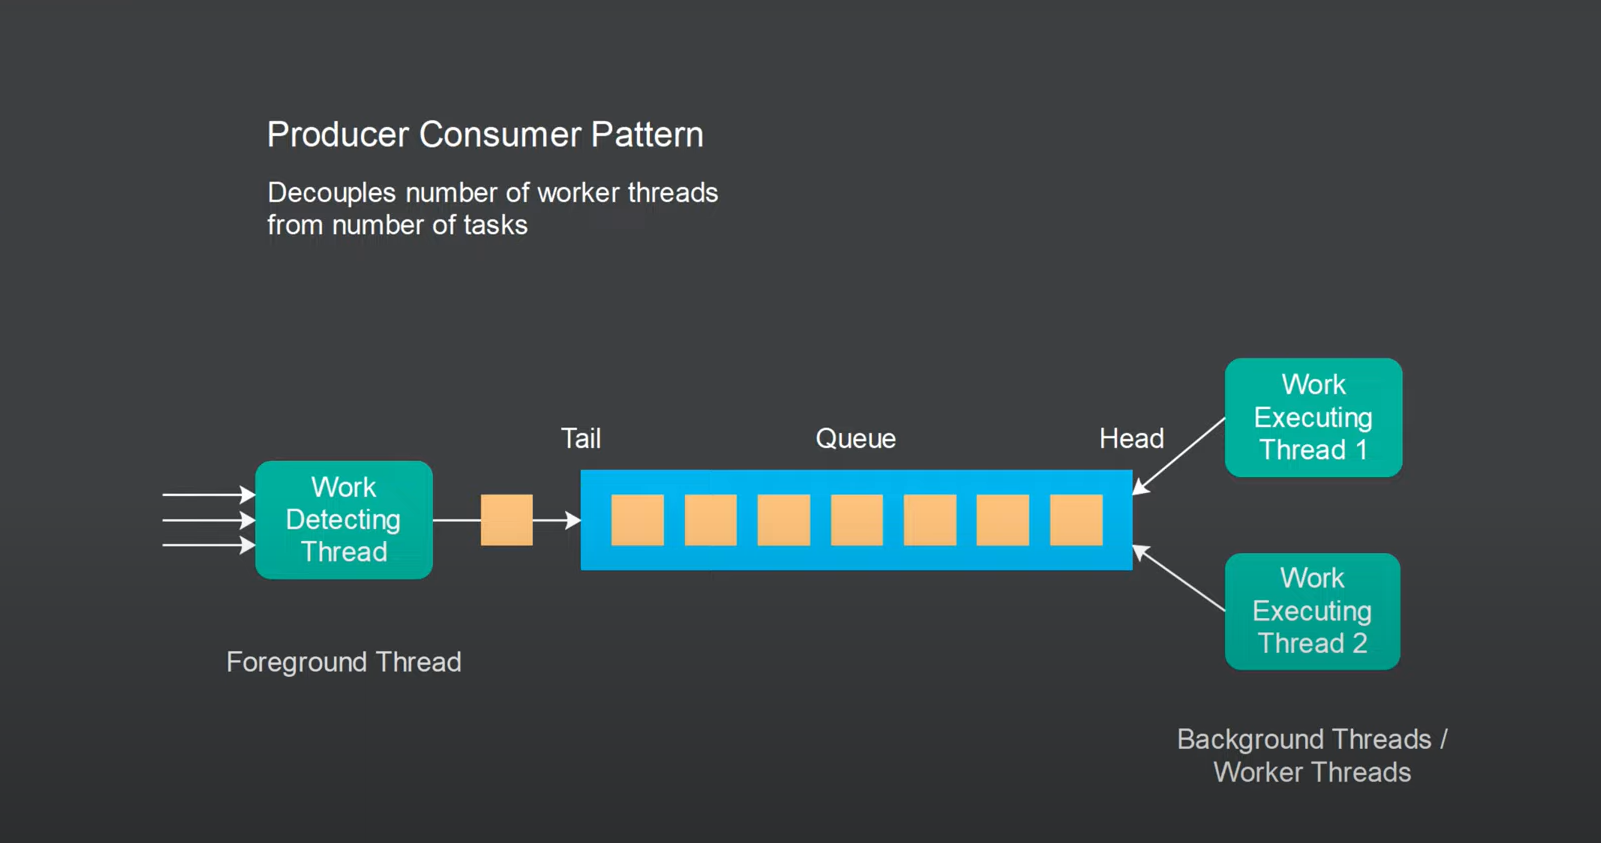 Producer Consumer Pattern
Decouples number of worker threads
from number of tasks
Tail
Queue
Head
Work
Detecting
Thread
Work
Executing
Thread 1
Work
Executing
Thread 2
Foreground Thread
Background Threads /
Worker Threads